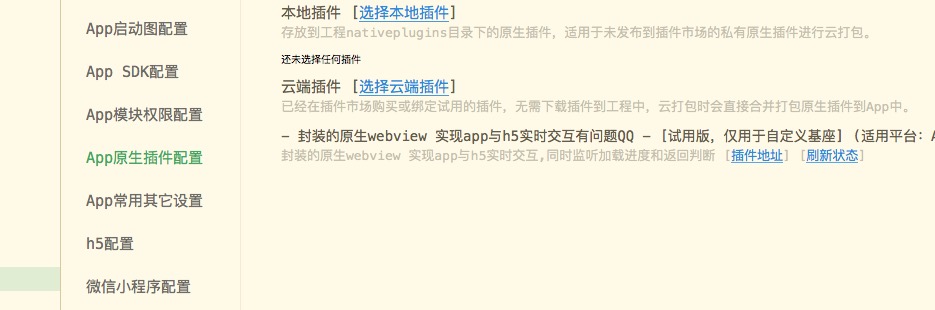 App启动图配置
App SDK配置
App模块权限配置
App原生插件配置
App常用其它设置
h5配置
微信小程序配置
本地插件 [选择本地插件]
存放到工程nativeplugins目录下的原生插件，适用于未发布到插件市场的私有原生插件进行云打包。
还未选择任何插件
云端插件 [选择云端插件]
已经在插件市场购买或绑定试用的插件，无需下载插件到工程中，云打包时会直接合并打包原生插件到App中。
- 封装的原生webview 实现app与h5实时交互有问题QQ - [试用版，仅用于自定义基座] (适用平台：A
封装的原生webview 实现app与h5实时交互,同时监听加载进度和返回判断 [插件地址] [刷新状态]